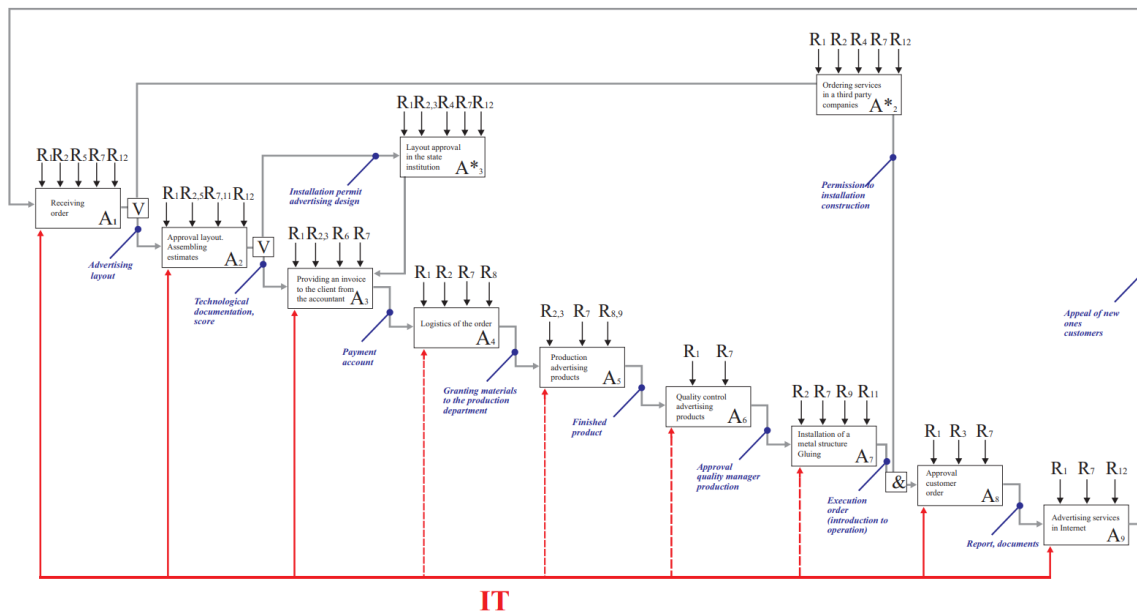 R1 R2 R4 R7 R12
Ordering services
in a third party
companies
A*2
R1 R2,3 R4 R7 R12
Layout approval
in the state
institution
A*3
R1 R2 R5 R7 R12
Receiving
order
A1
V
Installation permit
advertising design
Permission to
installation
construction
R1 R2,5 R7,11 R12
Approval layout.
Assembling
estimates
A2
V
Advertising
layout
R1 R2,3 R6 R7
Providing an invoice
to the client from
the accountant
A3
Technological
documentation,
score
R1 R2 R7 R8
Logistics of the order
A4
Payment
account
R2,3 R7 R8,9
Production
advertising
products
A5
Granting materials
to the production
department
R1 R7
Quality control
advertising
products
A6
Finished
product
R2 R7 R9 R11
Installation of a
metal structure
Gluing
A7
Approval
quality manager
production
&
Execution
order
(introduction to
operation)
R1 R3 R7
Approval
customer
order
A8
Report, documents
R1 R7 R12
Advertising services
in Internet
A9
Appeal of new
ones
customers
IT